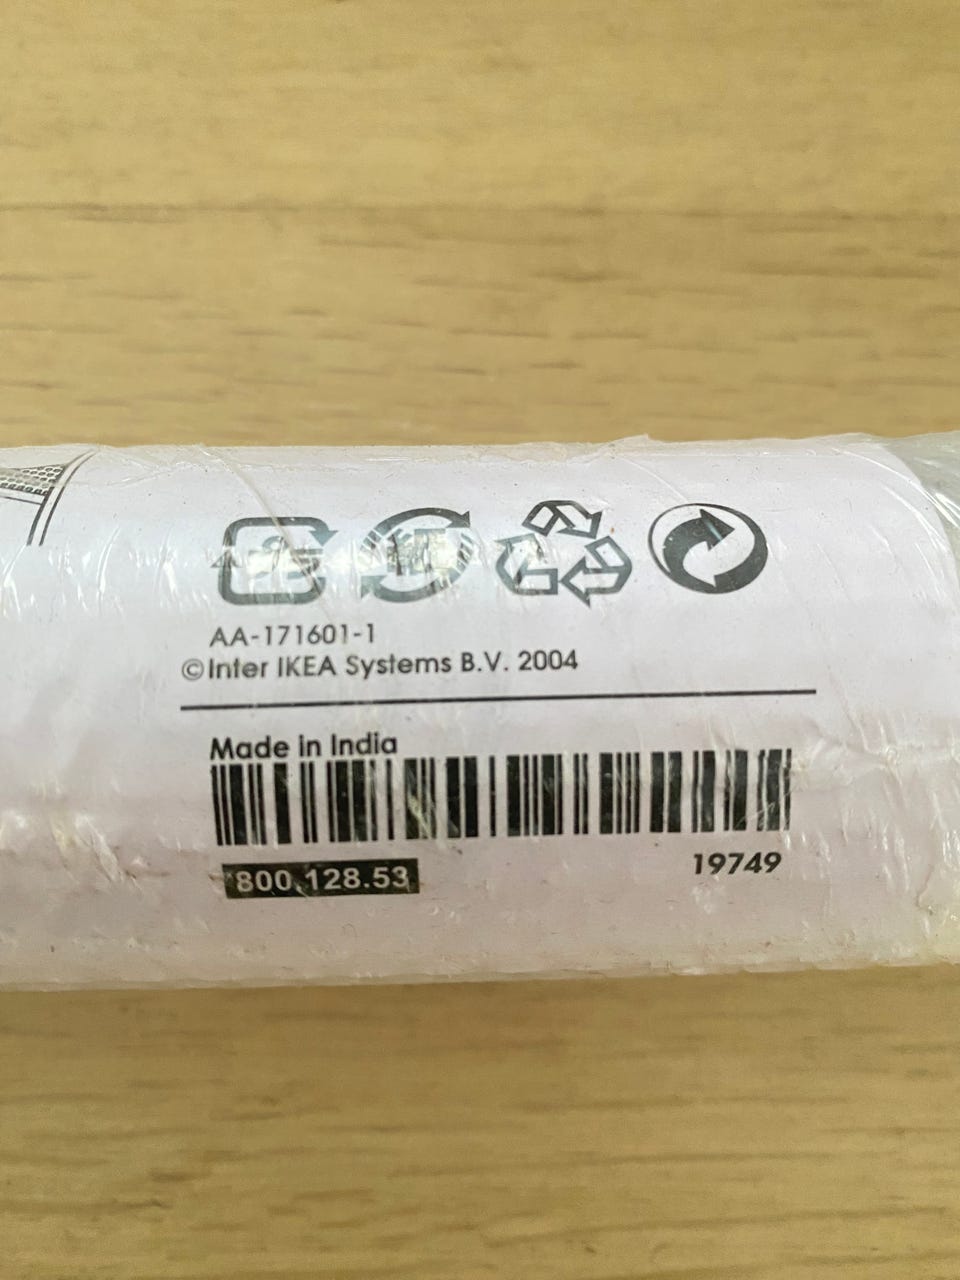 AA-171601-1
©Inter IKEA Systems B.V. 2004
Made in India
800.128.53
19749